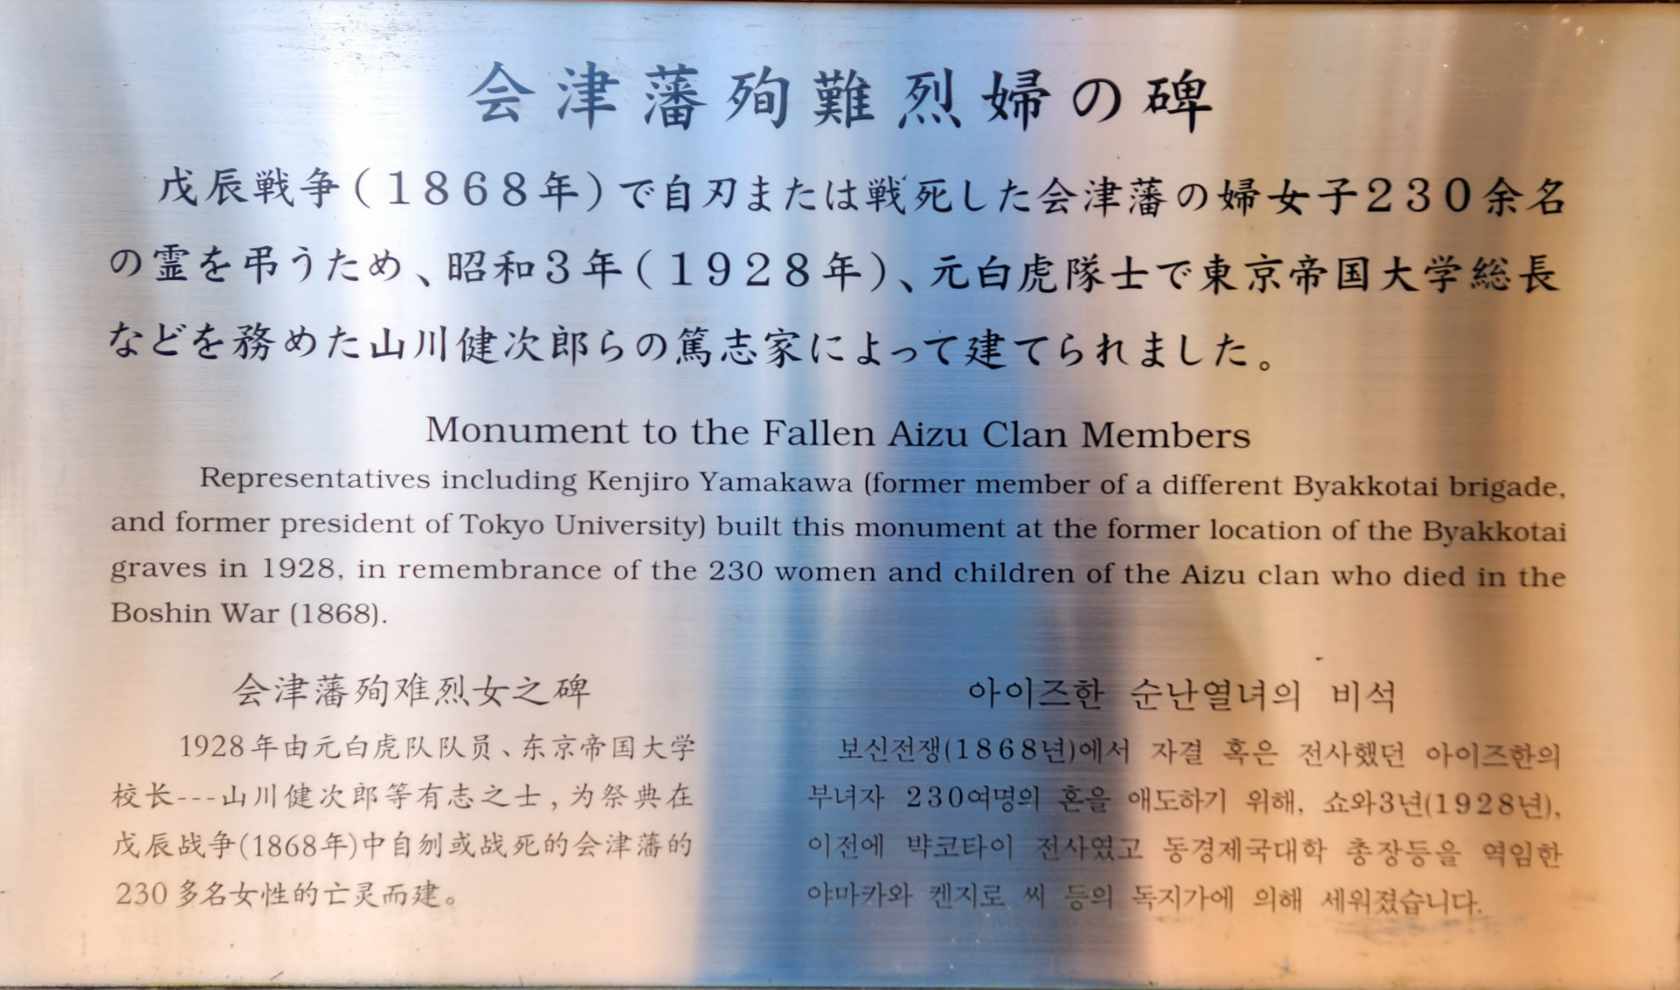 会津藩殉難烈婦の碑
戊辰戦争(1868年)で自刃または戦死した会津藩の婦女子230余名
の霊を弔うため、昭和3年(1928年)、元白虎隊士で東京帝国大学総長
などを務めた山川健次郎らの篤志家によって建てられました。
Monument to the Fallen Aizu Clan Members
Representatives including Kenjiro Yamakawa (former member of a different Byakkotai brigade,
and former president of Tokyo University) built this monument at the former location of the Byakkotai
graves in 1928, in remembrance of the 230 women and children of the Aizu clan who died in the
Boshin War (1868).
会津藩殉难烈女之碑
1928年由元白虎队队员、东京帝国大学
校长---山川健次郎等有志之士,为祭典在
戊辰战争(1868年)中自刎或战死的会津藩的
230多名女性的亡灵而建。
아이즈한 순난열녀의 비석
보신전쟁(1868년)에서 자결 혹은 전사했던 아이즈한의
부녀자 230여명의 혼을 애도하기 위해, 쇼와3년(1928년),
이전에 뱍코타이 전사였고 동경제국대학 총장등을 역임한
야마카와 켄지로 씨 등의 독지가에 의해 세워졌습니다.